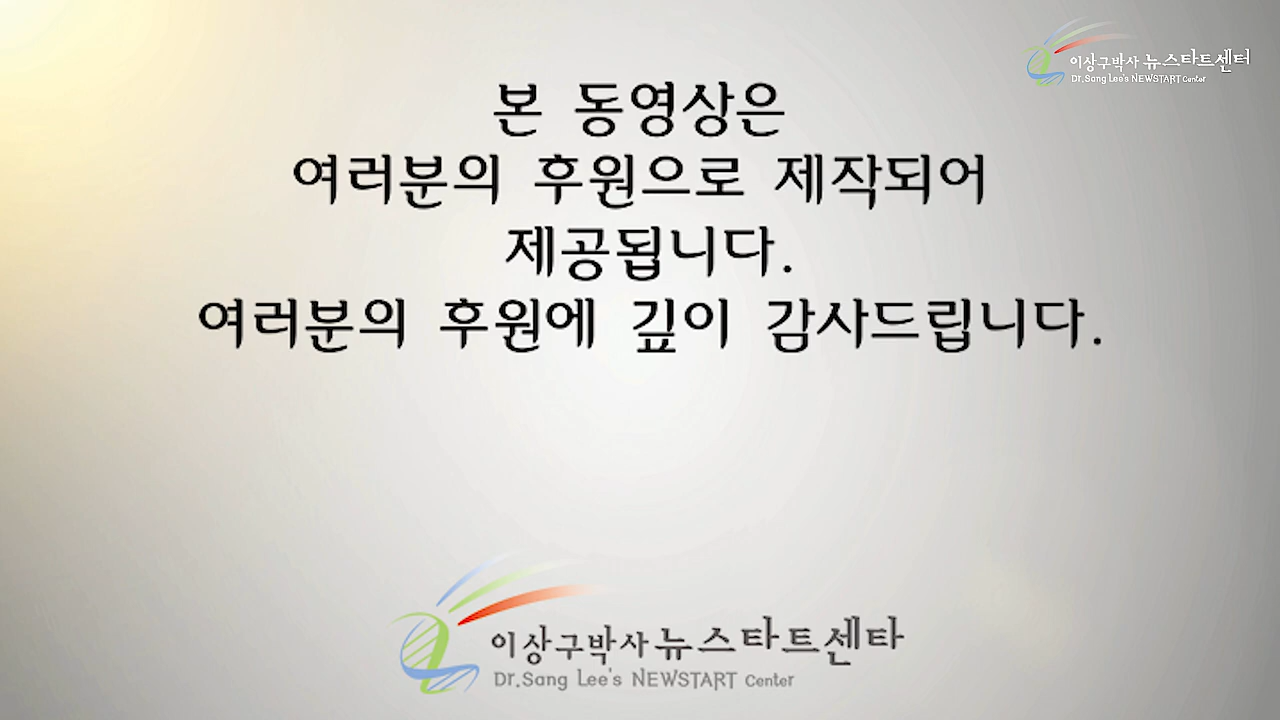 이상구박사 뉴스타트센터
Dr.Sang Lee's NEWSTART Center
본 동영상은
여러분의 후원으로 제작되어
제공됩니다.
여러분의 후원에 깊이 감사드립니다.
이상구박사 뉴스타트센타
Dr.Sang Lee's NEWSTART Center